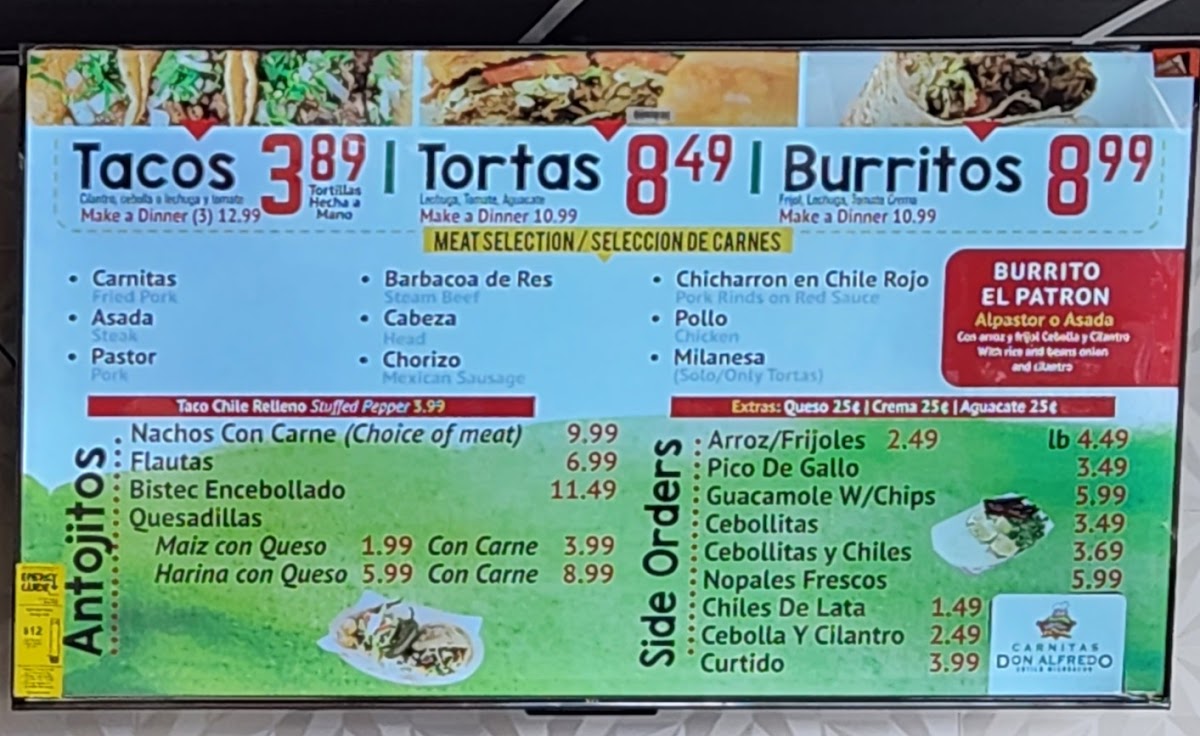 Tacos 3 89 | Tortas 8 49 | Burritos 8 99
Cilantro, cebolla o lechuga y tomate
Make a Dinner (3) 12.99
Tortillas
Hecha a
Mano
Lechuga, Tomate, Aguacate
Make a Dinner 10.99
Frijol, Lechuga, Tomate Crema
Make a Dinner 10.99
MEAT SELECTION / SELECCION DE CARNES
• Carnitas
Fried Pork
• Asada
Steak
• Pastor
Pork
• Barbacoa de Res
Steam Beef
• Cabeza
Head
• Chorizo
Mexican Sausage
• Chicharron en Chile Rojo
Pork Rinds on Red Sauce
• Pollo
Chicken
• Milanesa
(Solo/Only Tortas)
BURRITO
EL PATRON
Alpastor o Asada
Con arroz y frijol Cebolla y Cilantro
With rice and beans onion
and cilantro
Taco Chile Relleno Stuffed Pepper 3.99
Antojitos
Nachos Con Carne (Choice of meat) 9.99
Flautas 6.99
Bistec Encebollado 11.49
Quesadillas
Maiz con Queso 1.99 Con Carne 3.99
Harina con Queso 5.99 Con Carne 8.99
Extras: Queso 25¢ | Crema 25¢ | Aguacate 25¢
Side Orders
Arroz/Frijoles 2.49 lb 4.49
Pico De Gallo 3.49
Guacamole W/Chips 5.99
Cebollitas 3.49
Cebollitas y Chiles 3.69
Nopales Frescos 5.99
Chiles De Lata 1.49
Cebolla Y Cilantro 2.49
Curtido 3.99
CARNITAS
DON ALFREDO
ENERGY
GUIDE
$12